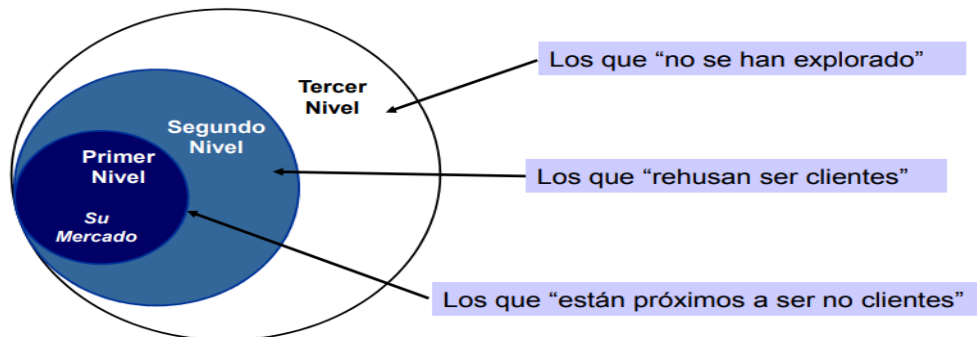 Los que “no se han explorado”
Tercer
Nivel
Segundo
Nivel
Primer
Nivel
Los que “rehusan ser clientes”
Su
Mercado
Los que “están próximos a ser no clientes”